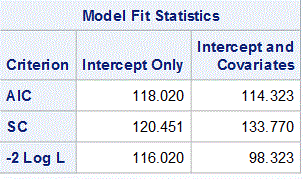 Model Fit Statistics
Criterion Intercept Only Intercept and Covariates
AIC 118.020 114.323
SC 120.451 133.770
-2 Log L 116.020 98.323